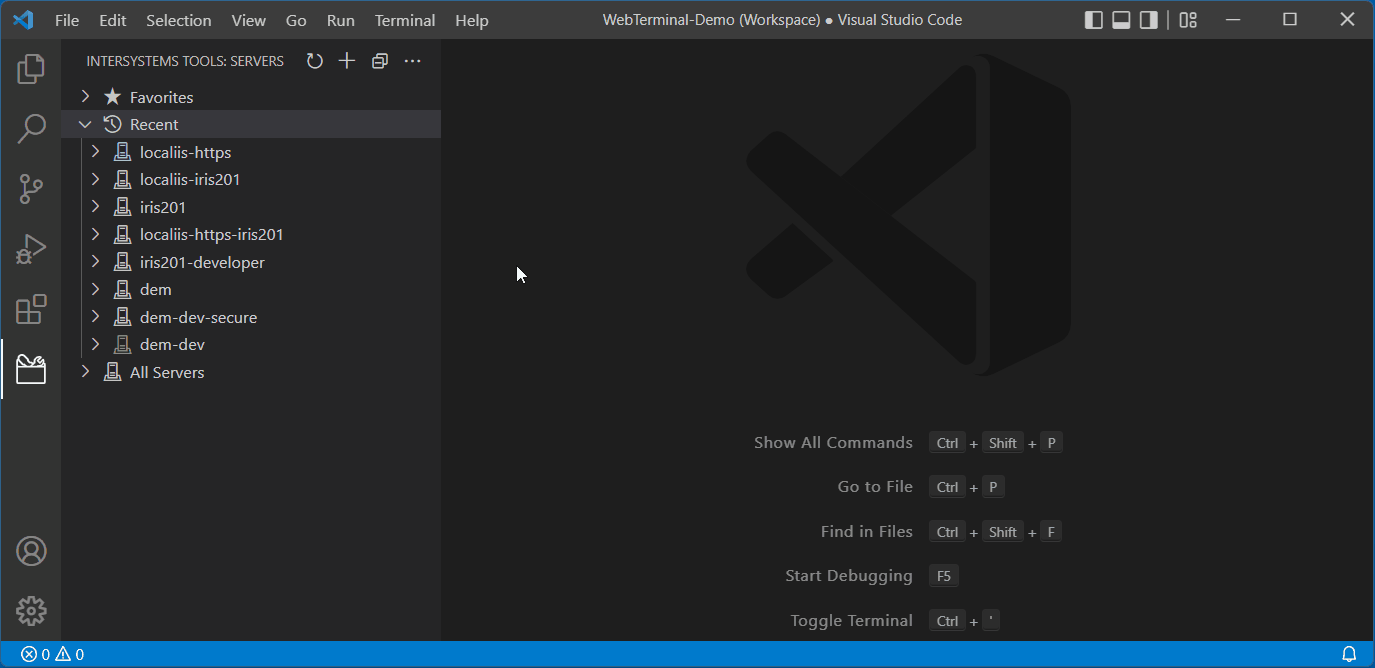 File Edit Selection View Go Run Terminal Help WebTerminal-Demo (Workspace) ● Visual Studio Code
INTERSYSTEMS TOOLS: SERVERS
Favorites
Recent
localiis-https
localiis-iris201
iris201
localiis-https-iris201
iris201-developer
dem
dem-dev-secure
dem-dev
All Servers
Show All Commands Ctrl + Shift + P
Go to File Ctrl + P
Find in Files Ctrl + Shift + F
Start Debugging F5
Toggle Terminal Ctrl + '
0 0